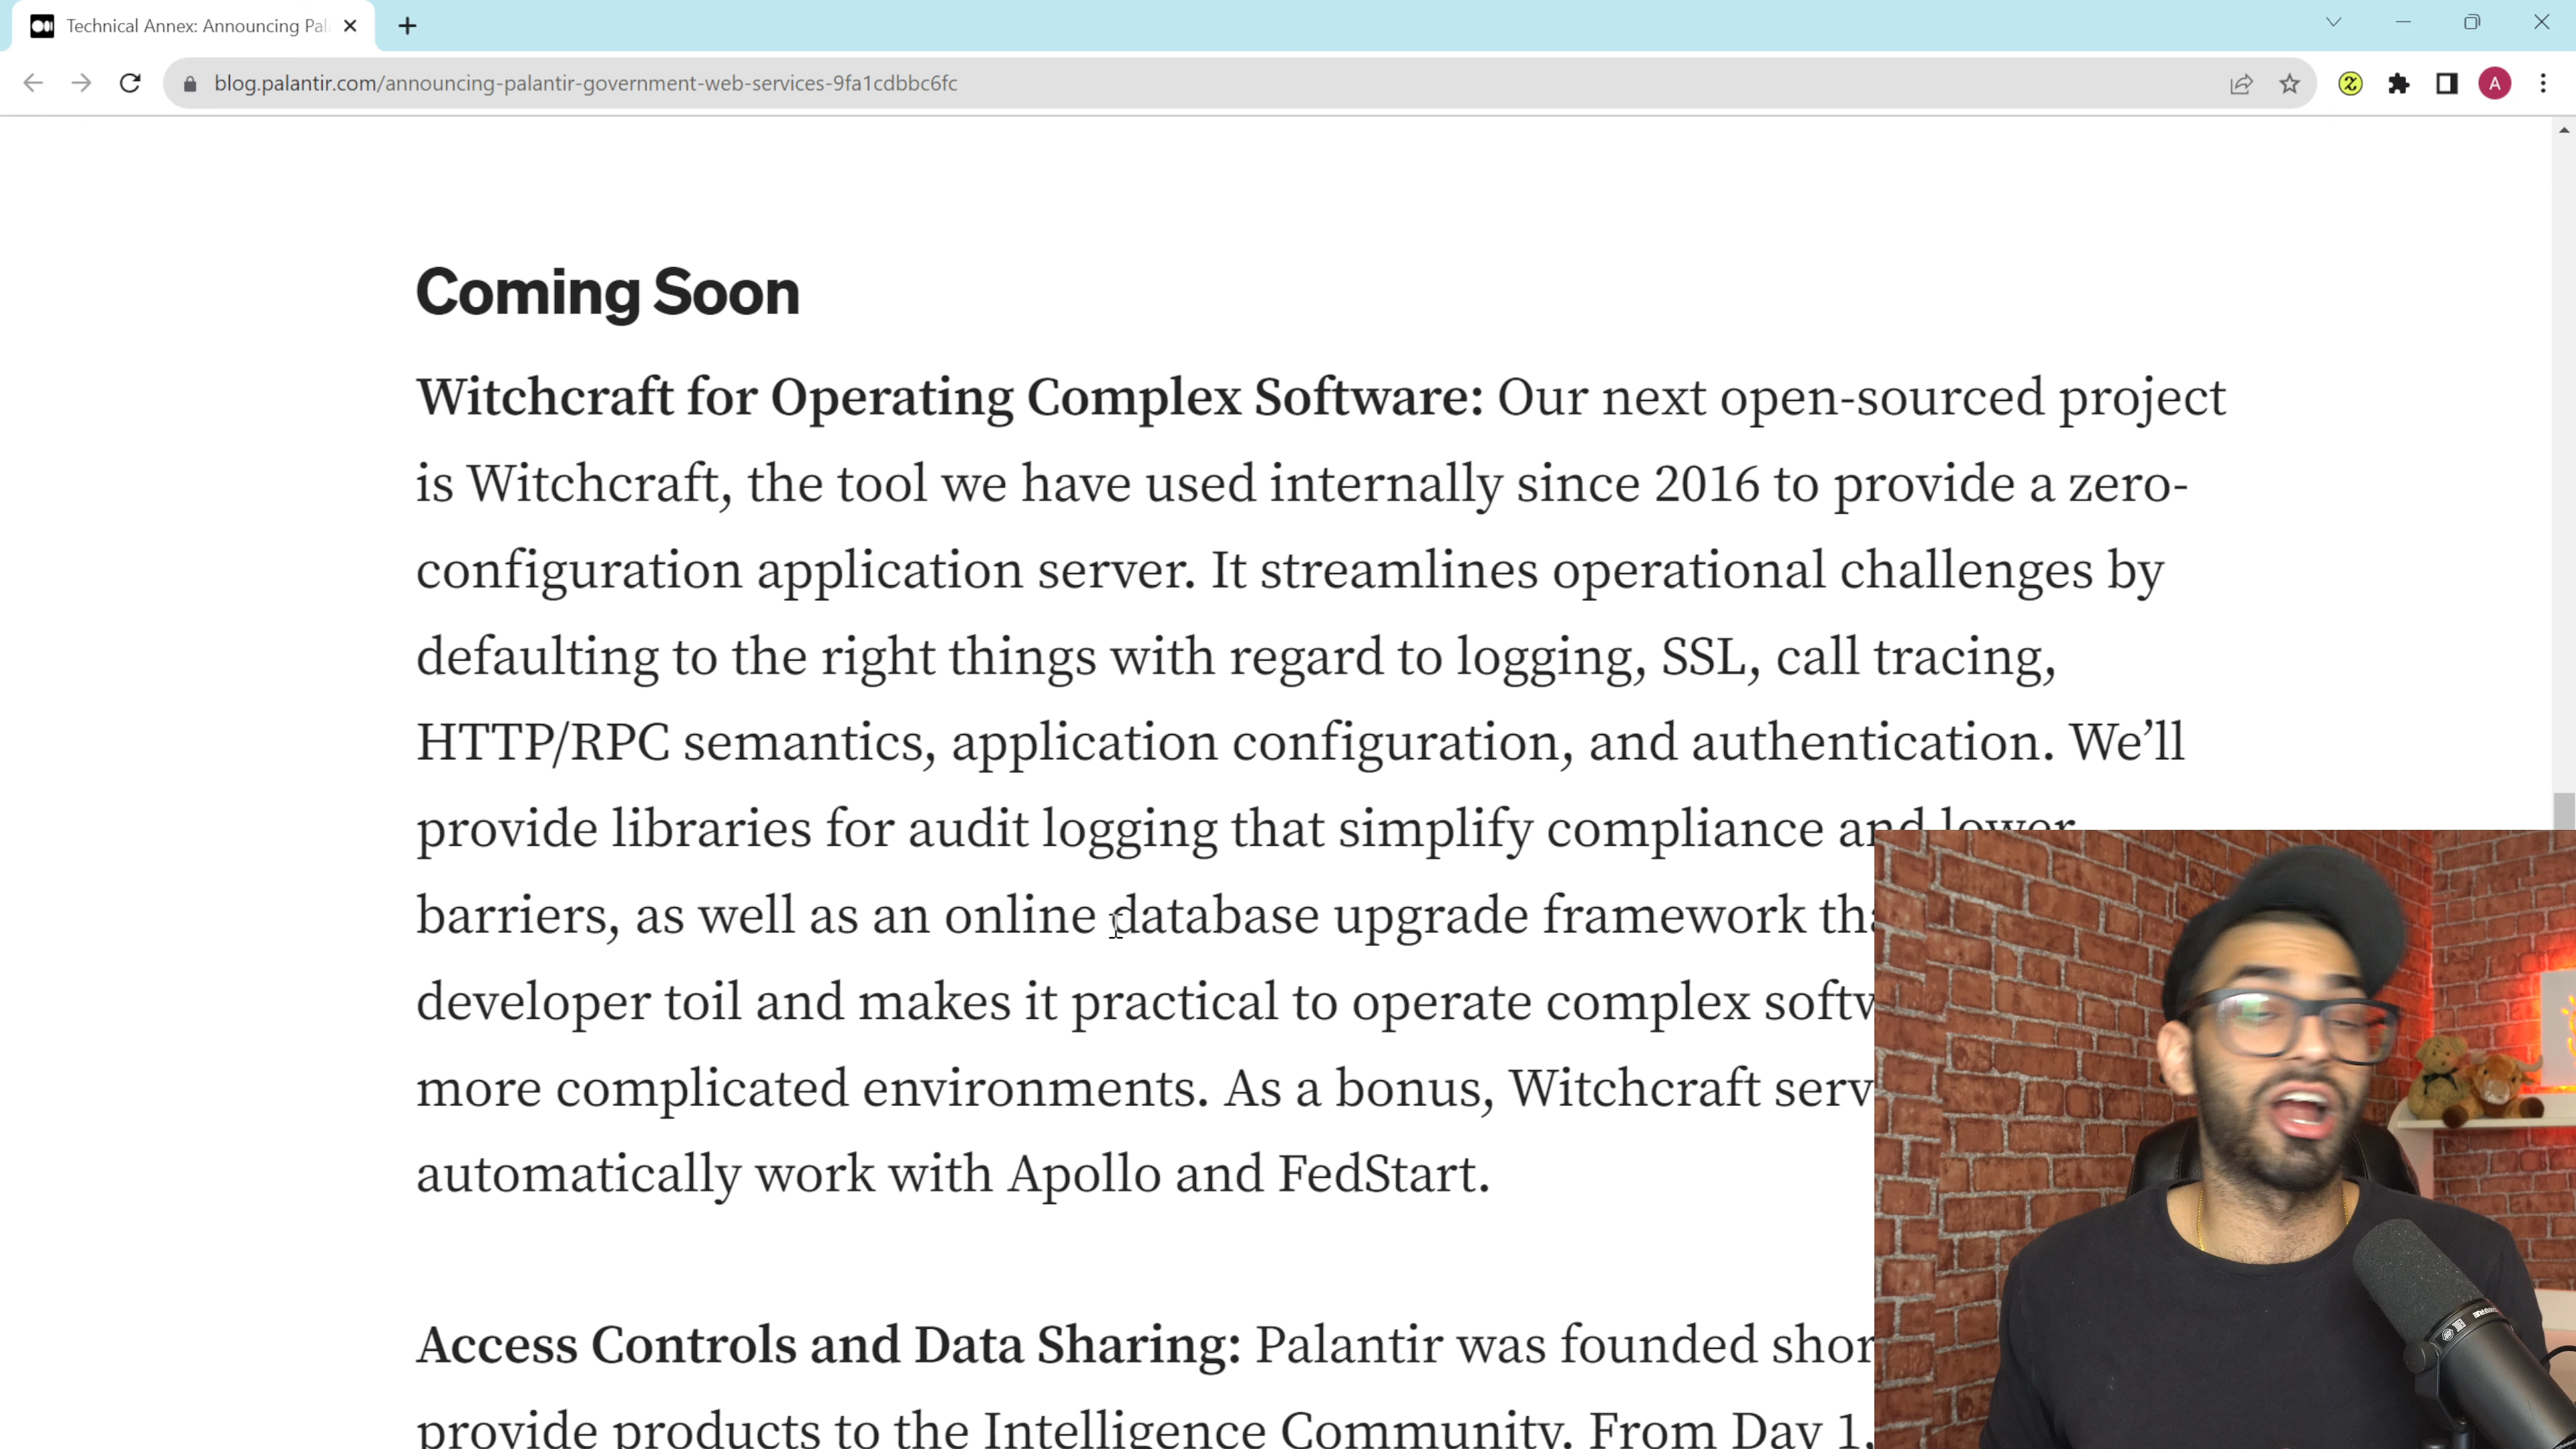 Technical Annex: Announcing Pal
blog.palantir.com/announcing-palantir-government-web-services-9fa1cdbbc6fc
A
Coming Soon
Witchcraft for Operating Complex Software: Our next open-sourced project
is Witchcraft, the tool we have used internally since 2016 to provide a zero-
configuration application server. It streamlines operational challenges by
defaulting to the right things with regard to logging, SSL, call tracing,
HTTP/RPC semantics, application configuration, and authentication. We’ll
provide libraries for audit logging that simplify compliance and lower
barriers, as well as an online database upgrade framework
developer toil and makes it practical to operate complex
more complicated environments. As a bonus, Witchcraft
automatically work with Apollo and FedStart.
Access Controls and Data Sharing: Palantir was founded
provide products to the Intelligence Community. From Day 1,